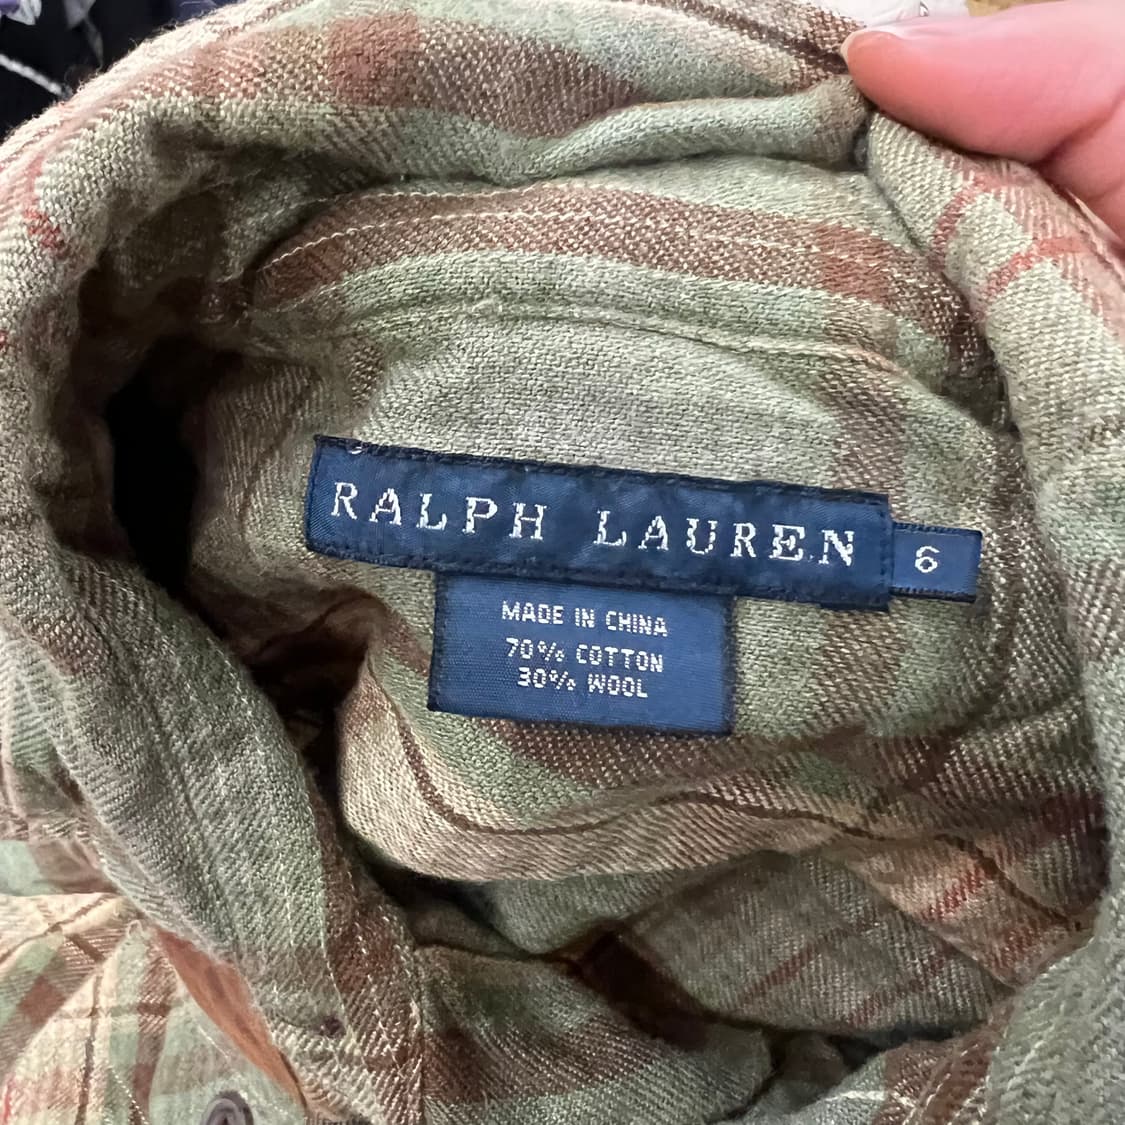 RALPH LAUREN
6
MADE IN CHINA
70% COTTON
30% WOOL